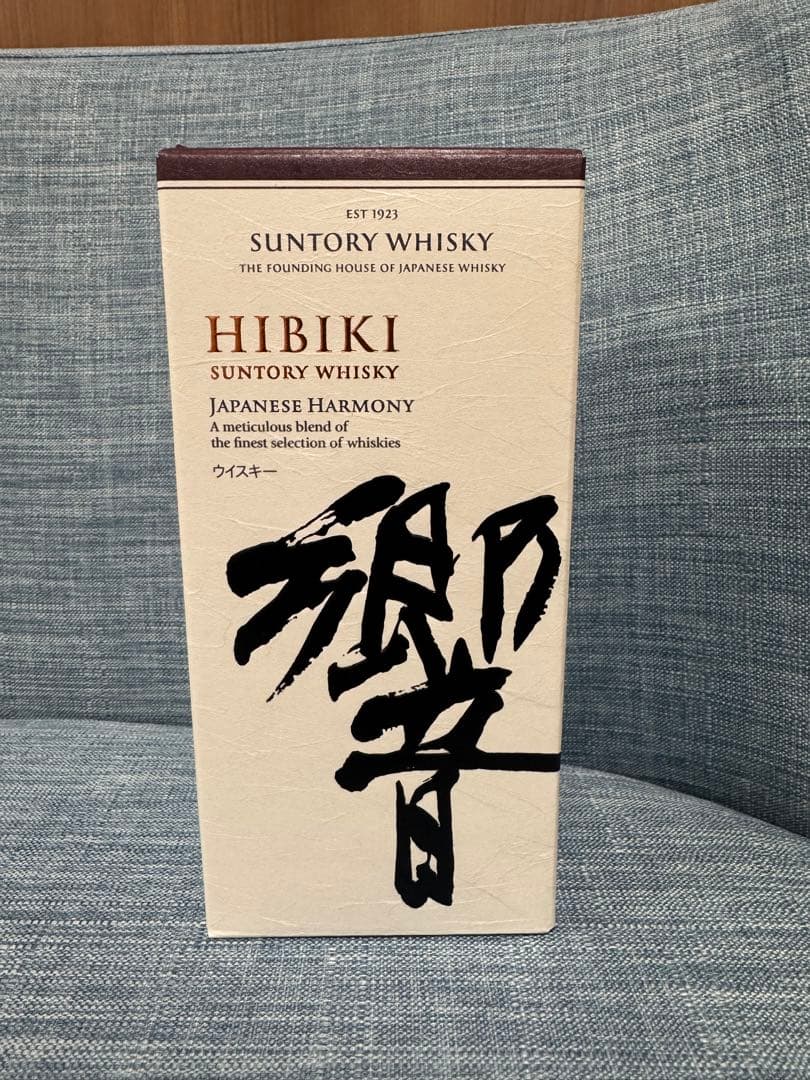 EST 1923
SUNTORY WHISKY
THE FOUNDING HOUSE OF JAPANESE WHISKY
HIBIKI
SUNTORY WHISKY
JAPANESE HARMONY
A meticulous blend of
the finest selection of whiskies
ウイスキー
響